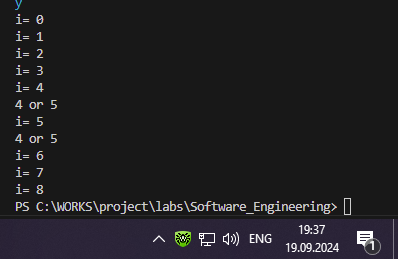 y
i= 0
i= 1
i= 2
i= 3
i= 4
4 or 5
i= 5
4 or 5
i= 6
i= 7
i= 8
PS C:\WORKS\project\labs\Software_Engineering>
ENG
19:37
19.09.2024
1